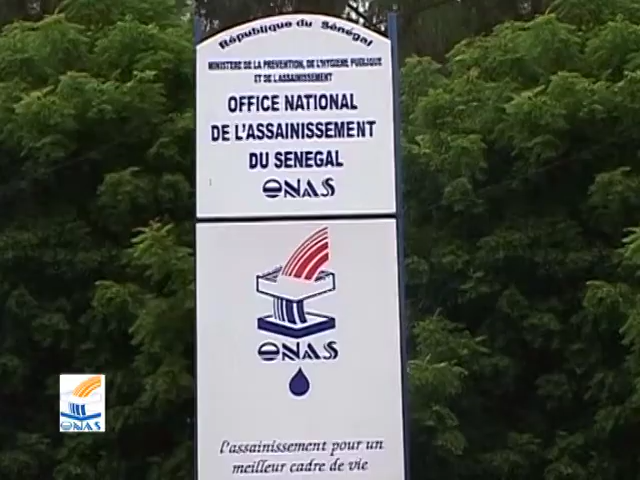 République du Sénégal
MINISTERE DE LA PREVENTION, DE L'HYGIENE PUBLIQUE
ET DE L'ASSAINISSEMENT
OFFICE NATIONAL
DE L'ASSAINISSEMENT
DU SENEGAL
ONAS
ONAS
L'assainissement pour un
meilleur cadre de vie
ONAS